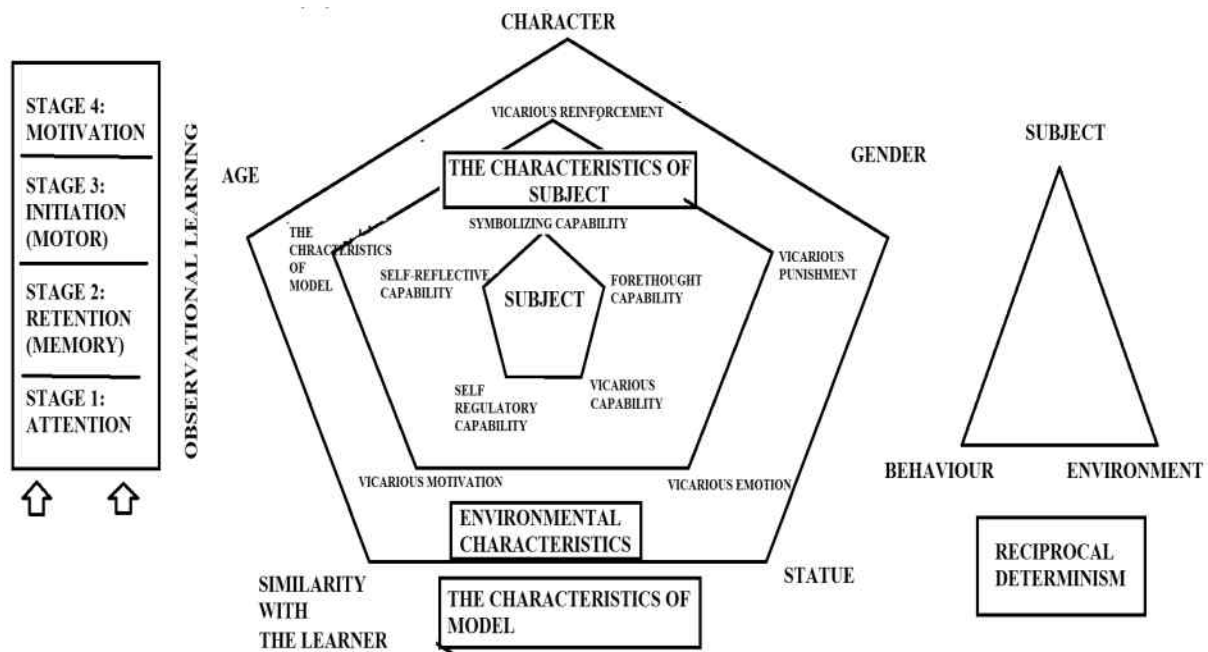 STAGE 4:
MOTIVATION
STAGE 3:
INITIATION
(MOTOR)
STAGE 2:
RETENTION
(MEMORY)
STAGE 1:
ATTENTION
OBSERVATIONAL LEARNING
CHARACTER
AGE
GENDER
VICARIOUS REINFORCEMENT
THE CHARACTERISTICS OF
SUBJECT
THE
CHRACTERISTICS
OF
MODEL
SYMBOLIZING CAPABILITY
SELF-REFLECTIVE
CAPABILITY
SUBJECT
FORETHOUGHT
CAPABILITY
VICARIOUS
PUNISHMENT
SELF
REGULATORY
CAPABILITY
VICARIOUS
CAPABILITY
VICARIOUS MOTIVATION
VICARIOUS EMOTION
ENVIRONMENTAL
CHARACTERISTICS
SIMILARITY
WITH
THE LEARNER
STATUE
THE CHARACTERISTICS OF
MODEL
SUBJECT
BEHAVIOUR
ENVIRONMENT
RECIPROCAL
DETERMINISM